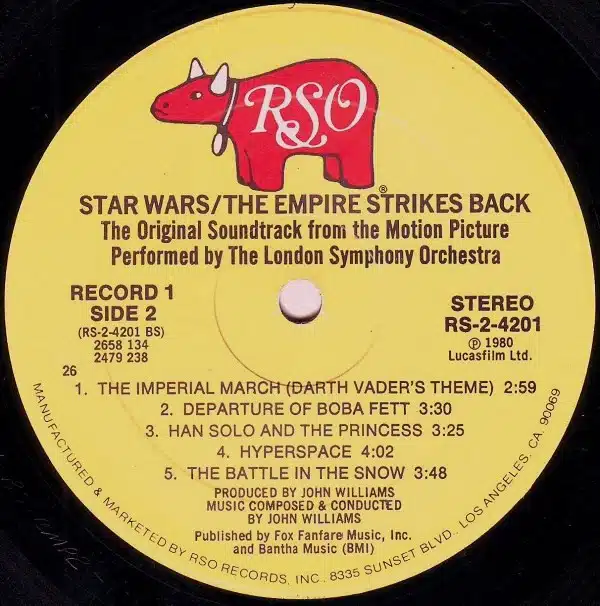 RSO
®
STAR WARS/THE EMPIRE STRIKES BACK
The Original Soundtrack from the Motion Picture
Performed by The London Symphony Orchestra
RECORD 1
SIDE 2
(RS-2-4201 BS)
2658 134
2479 238
STEREO
RS-2-4201
℗ 1980
Lucasfilm Ltd.
26
1. THE IMPERIAL MARCH (DARTH VADER'S THEME) 2:59
2. DEPARTURE OF BOBA FETT 3:30
3. HAN SOLO AND THE PRINCESS 3:25
4. HYPERSPACE 4:02
5. THE BATTLE IN THE SNOW 3:48
PRODUCED BY JOHN WILLIAMS
MUSIC COMPOSED & CONDUCTED
BY JOHN WILLIAMS
Published by Fox Fanfare Music, Inc.
and Bantha Music (BMI)
MANUFACTURED & MARKETED BY RSO RECORDS, INC., 8335 SUNSET BLVD., LOS ANGELES, CA. 90069